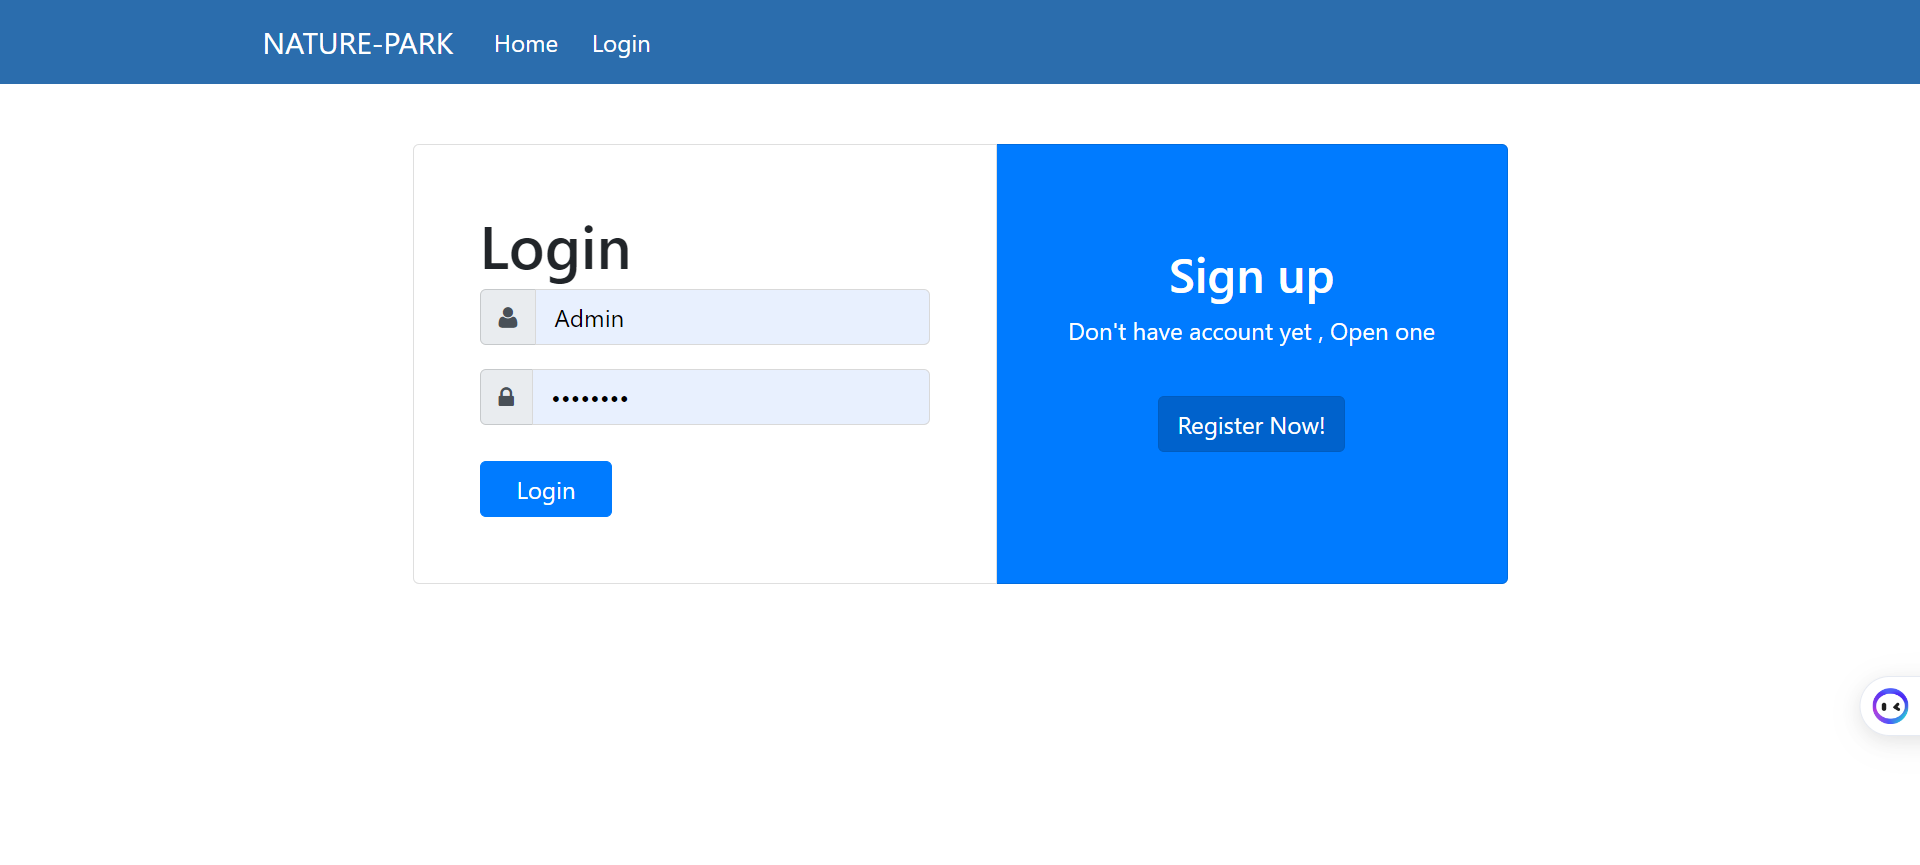 NATURE-PARK Home Login
Login
Admin
••••••••
Login
Sign up
Don't have account yet , Open one
Register Now!